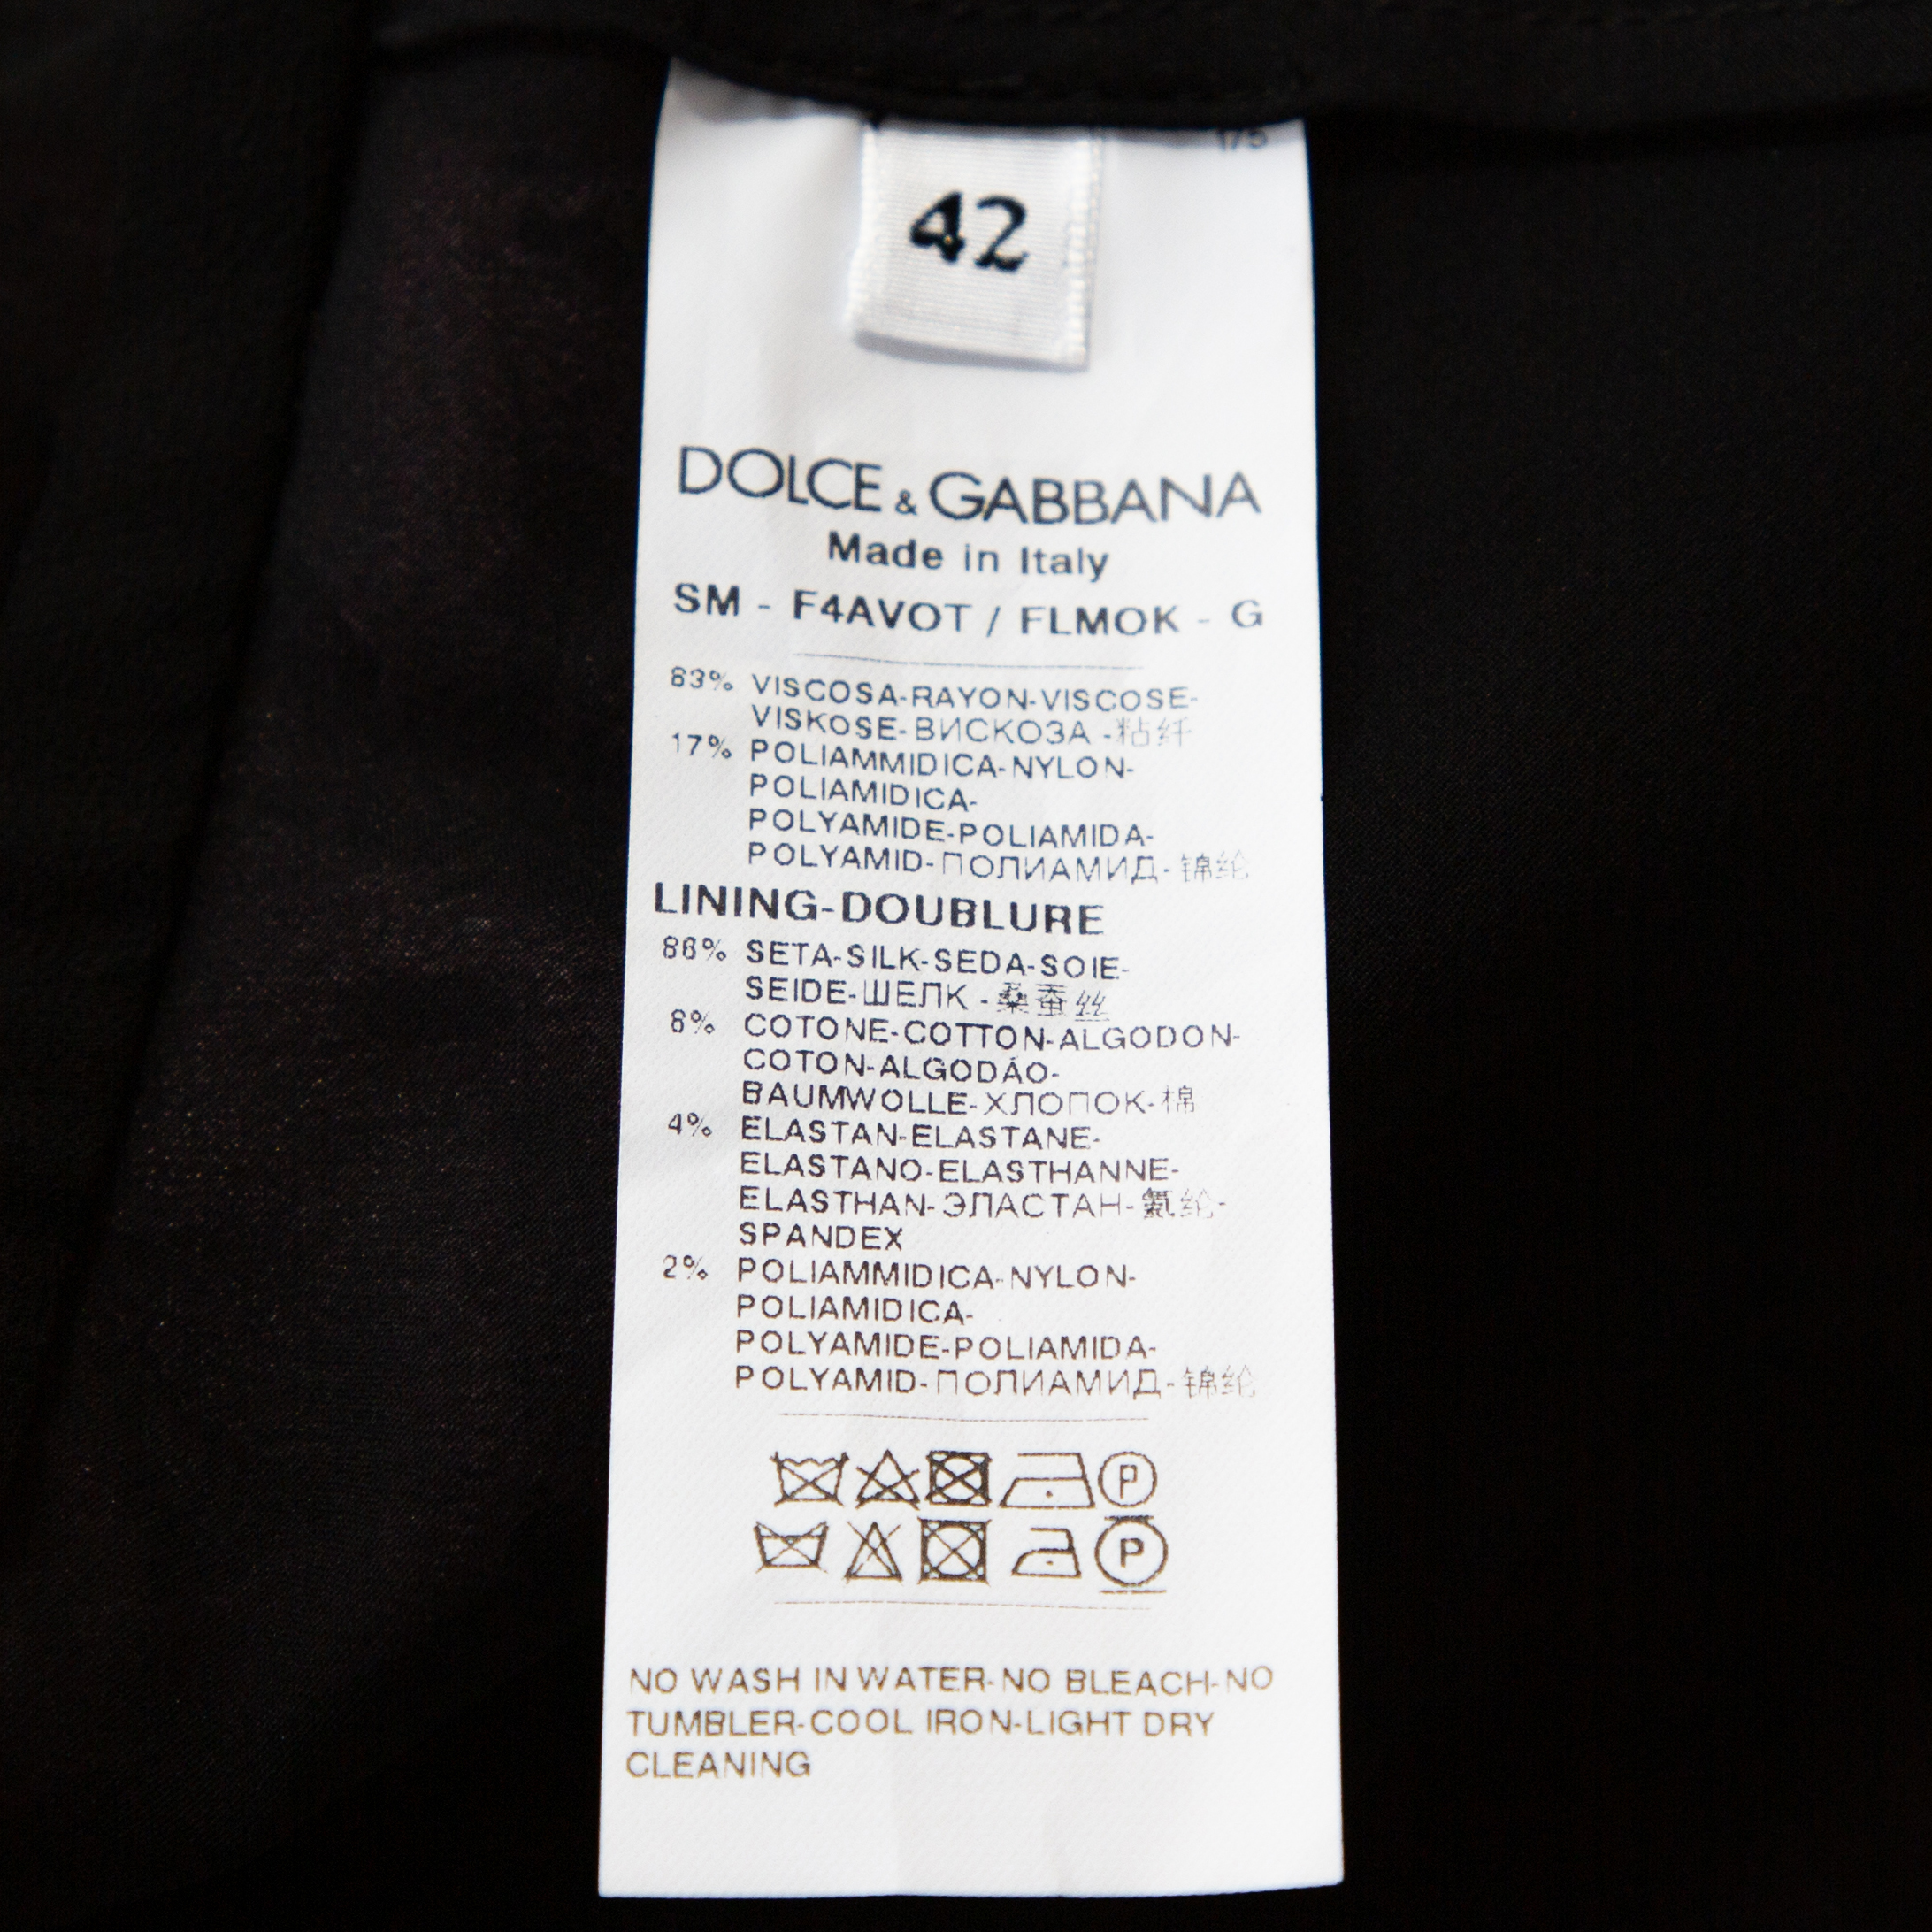 42
DOLCE & GABBANA
Made in Italy
SM - F4AVOT / FLMOK - G
83% VISCOSA-RAYON-VISCOSE-
VISKOSE-ВИСКОЗА -粘纤
17% POLIAMMIDICA-NYLON-
POLIAMIDICA-
POLYAMIDE-POLIAMIDA-
POLYAMID-ПОЛИАМИД-锦纶
LINING-DOUBLURE
86% SETA-SILK-SEDA-SOIE-
SEIDE-ШЕЛК -桑蚕丝
8% COTONE-COTTON-ALGODON-
COTON-ALGODÃO-
BAUMWOLLE-ХЛОПОК-棉
4% ELASTAN-ELASTANE-
ELASTANO-ELASTHANNE-
ELASTHAN-ЭЛАСТАН-氨纶-
SPANDEX
2% POLIAMMIDICA-NYLON-
POLIAMIDICA-
POLYAMIDE-POLIAMIDA-
POLYAMID-ПОЛИАМИД-锦纶
P
P
NO WASH IN WATER-NO BLEACH-NO
TUMBLER-COOL IRON-LIGHT DRY
CLEANING